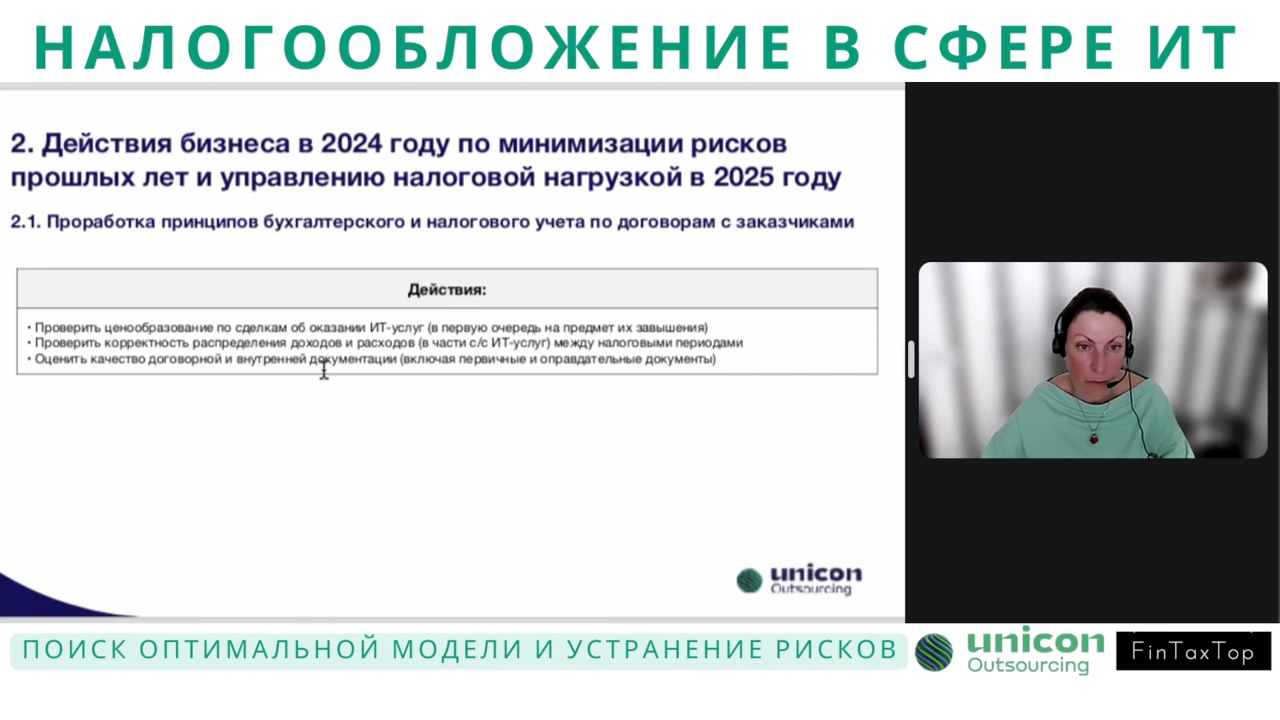 НАЛОГООБЛОЖЕНИЕ В СФЕРЕ ИТ
2. Действия бизнеса в 2024 году по минимизации рисков
прошлых лет и управлению налоговой нагрузкой в 2025 году
2.1. Проработка принципов бухгалтерского и налогового учета по договорам с заказчиками
Действия:
• Проверить ценообразование по сделкам об оказании ИТ-услуг (в первую очередь на предмет их завышения)
• Проверить корректность распределения доходов и расходов (в части с/с ИТ-услуг) между налоговыми периодами
• Оценить качество договорной и внутренней документации (включая первичные и оправдательные документы)
unicon
Outsourcing
ПОИСК ОПТИМАЛЬНОЙ МОДЕЛИ И УСТРАНЕНИЕ РИСКОВ
unicon
Outsourcing
FinTaxTop